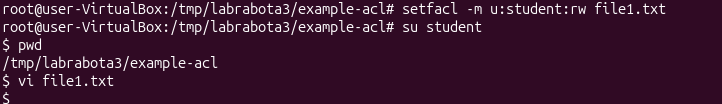 root@user-VirtualBox:/tmp/labrabota3/example-acl# setfacl -m u:student:rw file1.txt
root@user-VirtualBox:/tmp/labrabota3/example-acl# su student
$ pwd
/tmp/labrabota3/example-acl
$ vi file1.txt
$